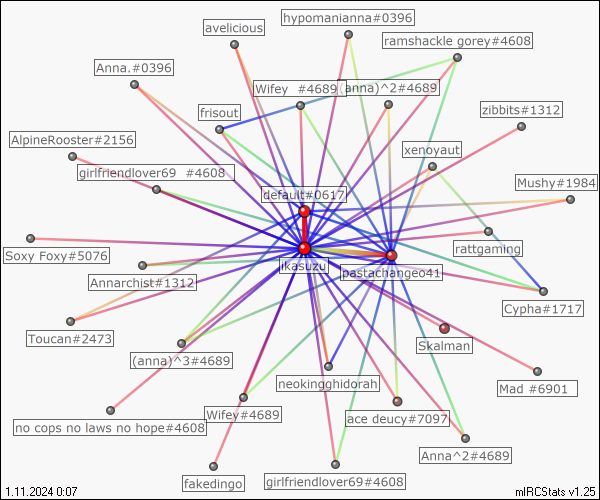 hypomanianna#0396
avelicious
ramshackle gorey#4608
Anna.#0396
Wifey  #4689
(anna)^2#4689
frisout
zibbits#1312
AlpineRooster#2156
xenoyaut
girlfriendlover69  #4608
default#0617
Mushy#1984
Soxy Foxy#5076
ikasuzu
rattgaming
pastachangeo41
Annarchist#1312
Cypha#1717
Toucan#2473
Skalman
(anna)^3#4689
neokingghidorah
Mad #6901
Wifey#4689
ace deucy#7097
no cops no laws no hope#4608
Anna^2#4689
fakedingo
girlfriendlover69#4608
1.11.2024 0:07
mIRCStats v1.25